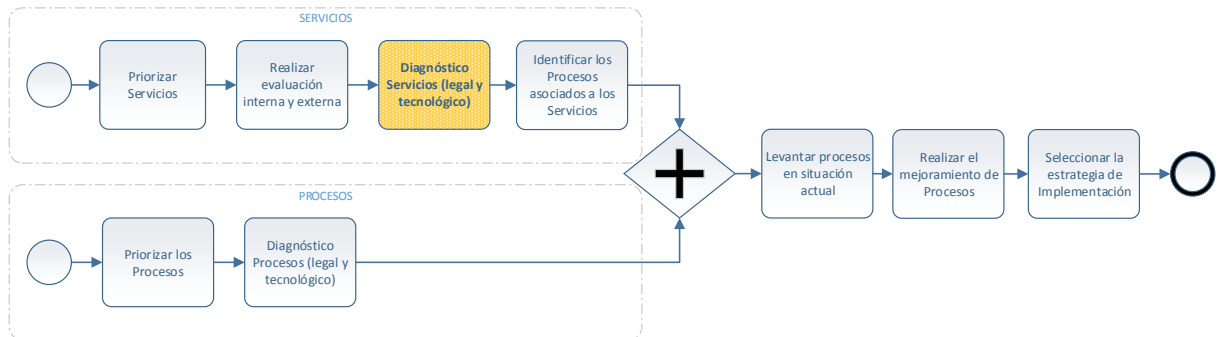 SERVICIOS
Priorizar
Servicios
Realizar
evaluación
interna y externa
Diagnóstico
Servicios (legal y
tecnológico)
Identificar los
Procesos
asociados a los
Servicios
Levantar procesos
en situación
actual
Realizar el
mejoramiento de
Procesos
Seleccionar la
estrategia de
Implementación
PROCESOS
Priorizar los
Procesos
Diagnóstico
Procesos (legal y
tecnológico)